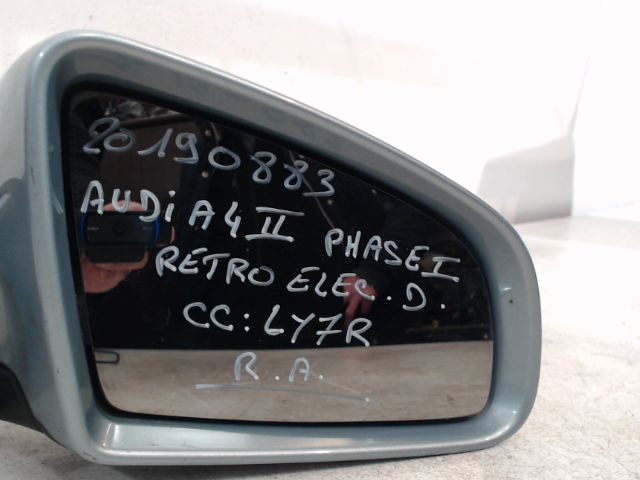 20190883
AUDi A4 II PHASE I
RETRO ELEC. D.
CC: LY7R
R.A.